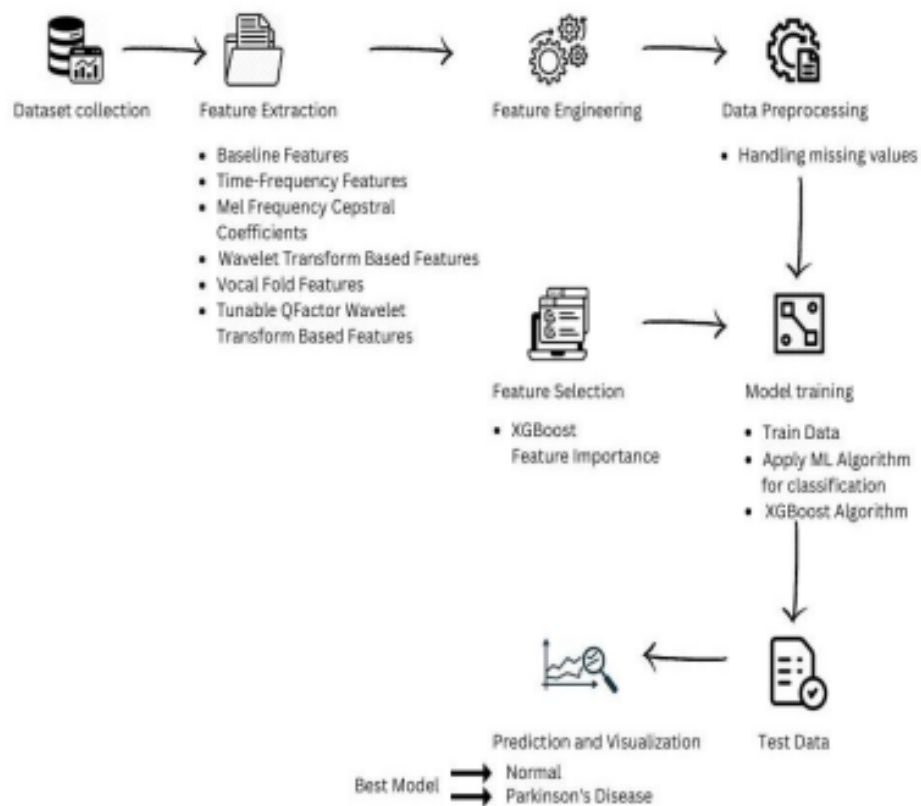 Dataset collection
Feature Extraction
Feature Engineering
Data Preprocessing
• Baseline Features
• Time-Frequency Features
• Mel Frequency Cepstral
Coefficients
• Wavelet Transform Based Features
• Vocal Fold Features
• Tunable QFactor Wavelet
Transform Based Features
• Handling missing values
Feature Selection
• XGBoost
Feature Importance
Model training
• Train Data
• Apply ML Algorithm
for classification
• XGBoost Algorithm
Prediction and Visualization
Test Data
Best Model
Normal
Parkinson's Disease